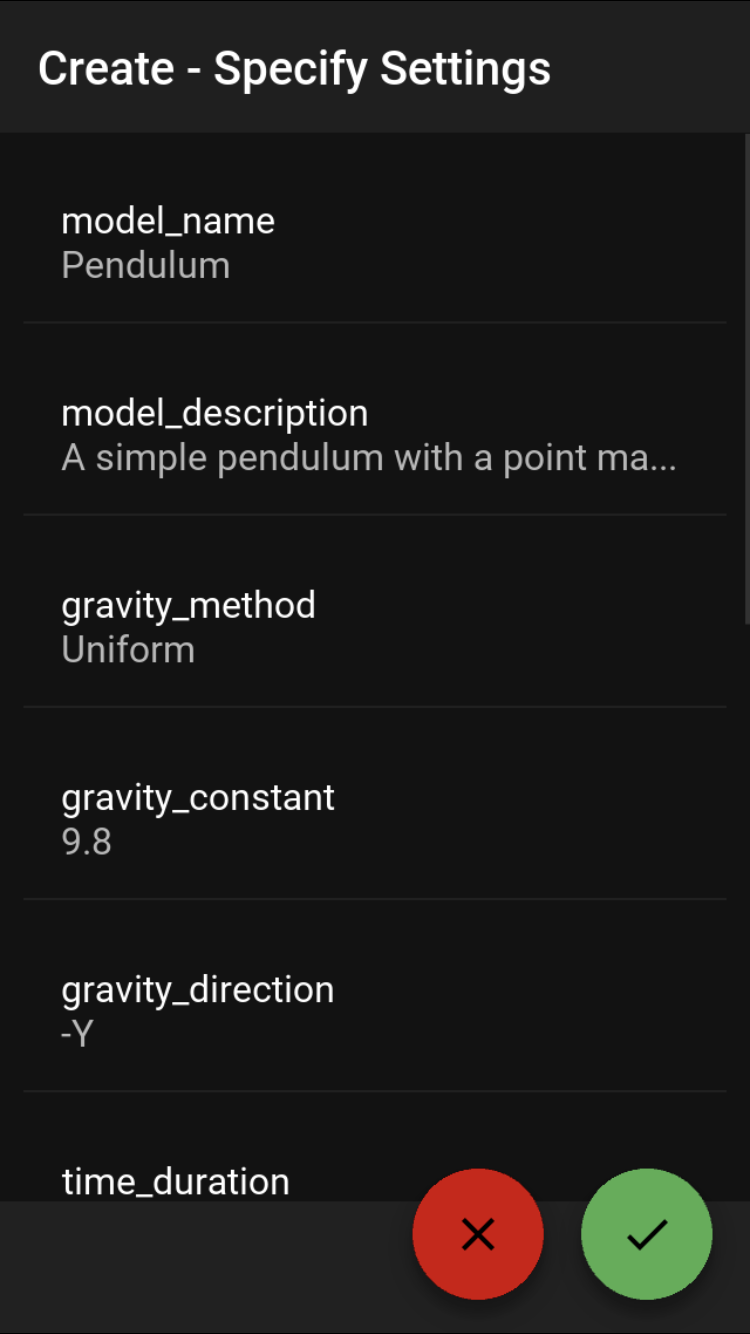 Create - Specify Settings
model_name
Pendulum
model_description
A simple pendulum with a point ma...
gravity_method
Uniform
gravity_constant
9.8
gravity_direction
-Y
time_duration